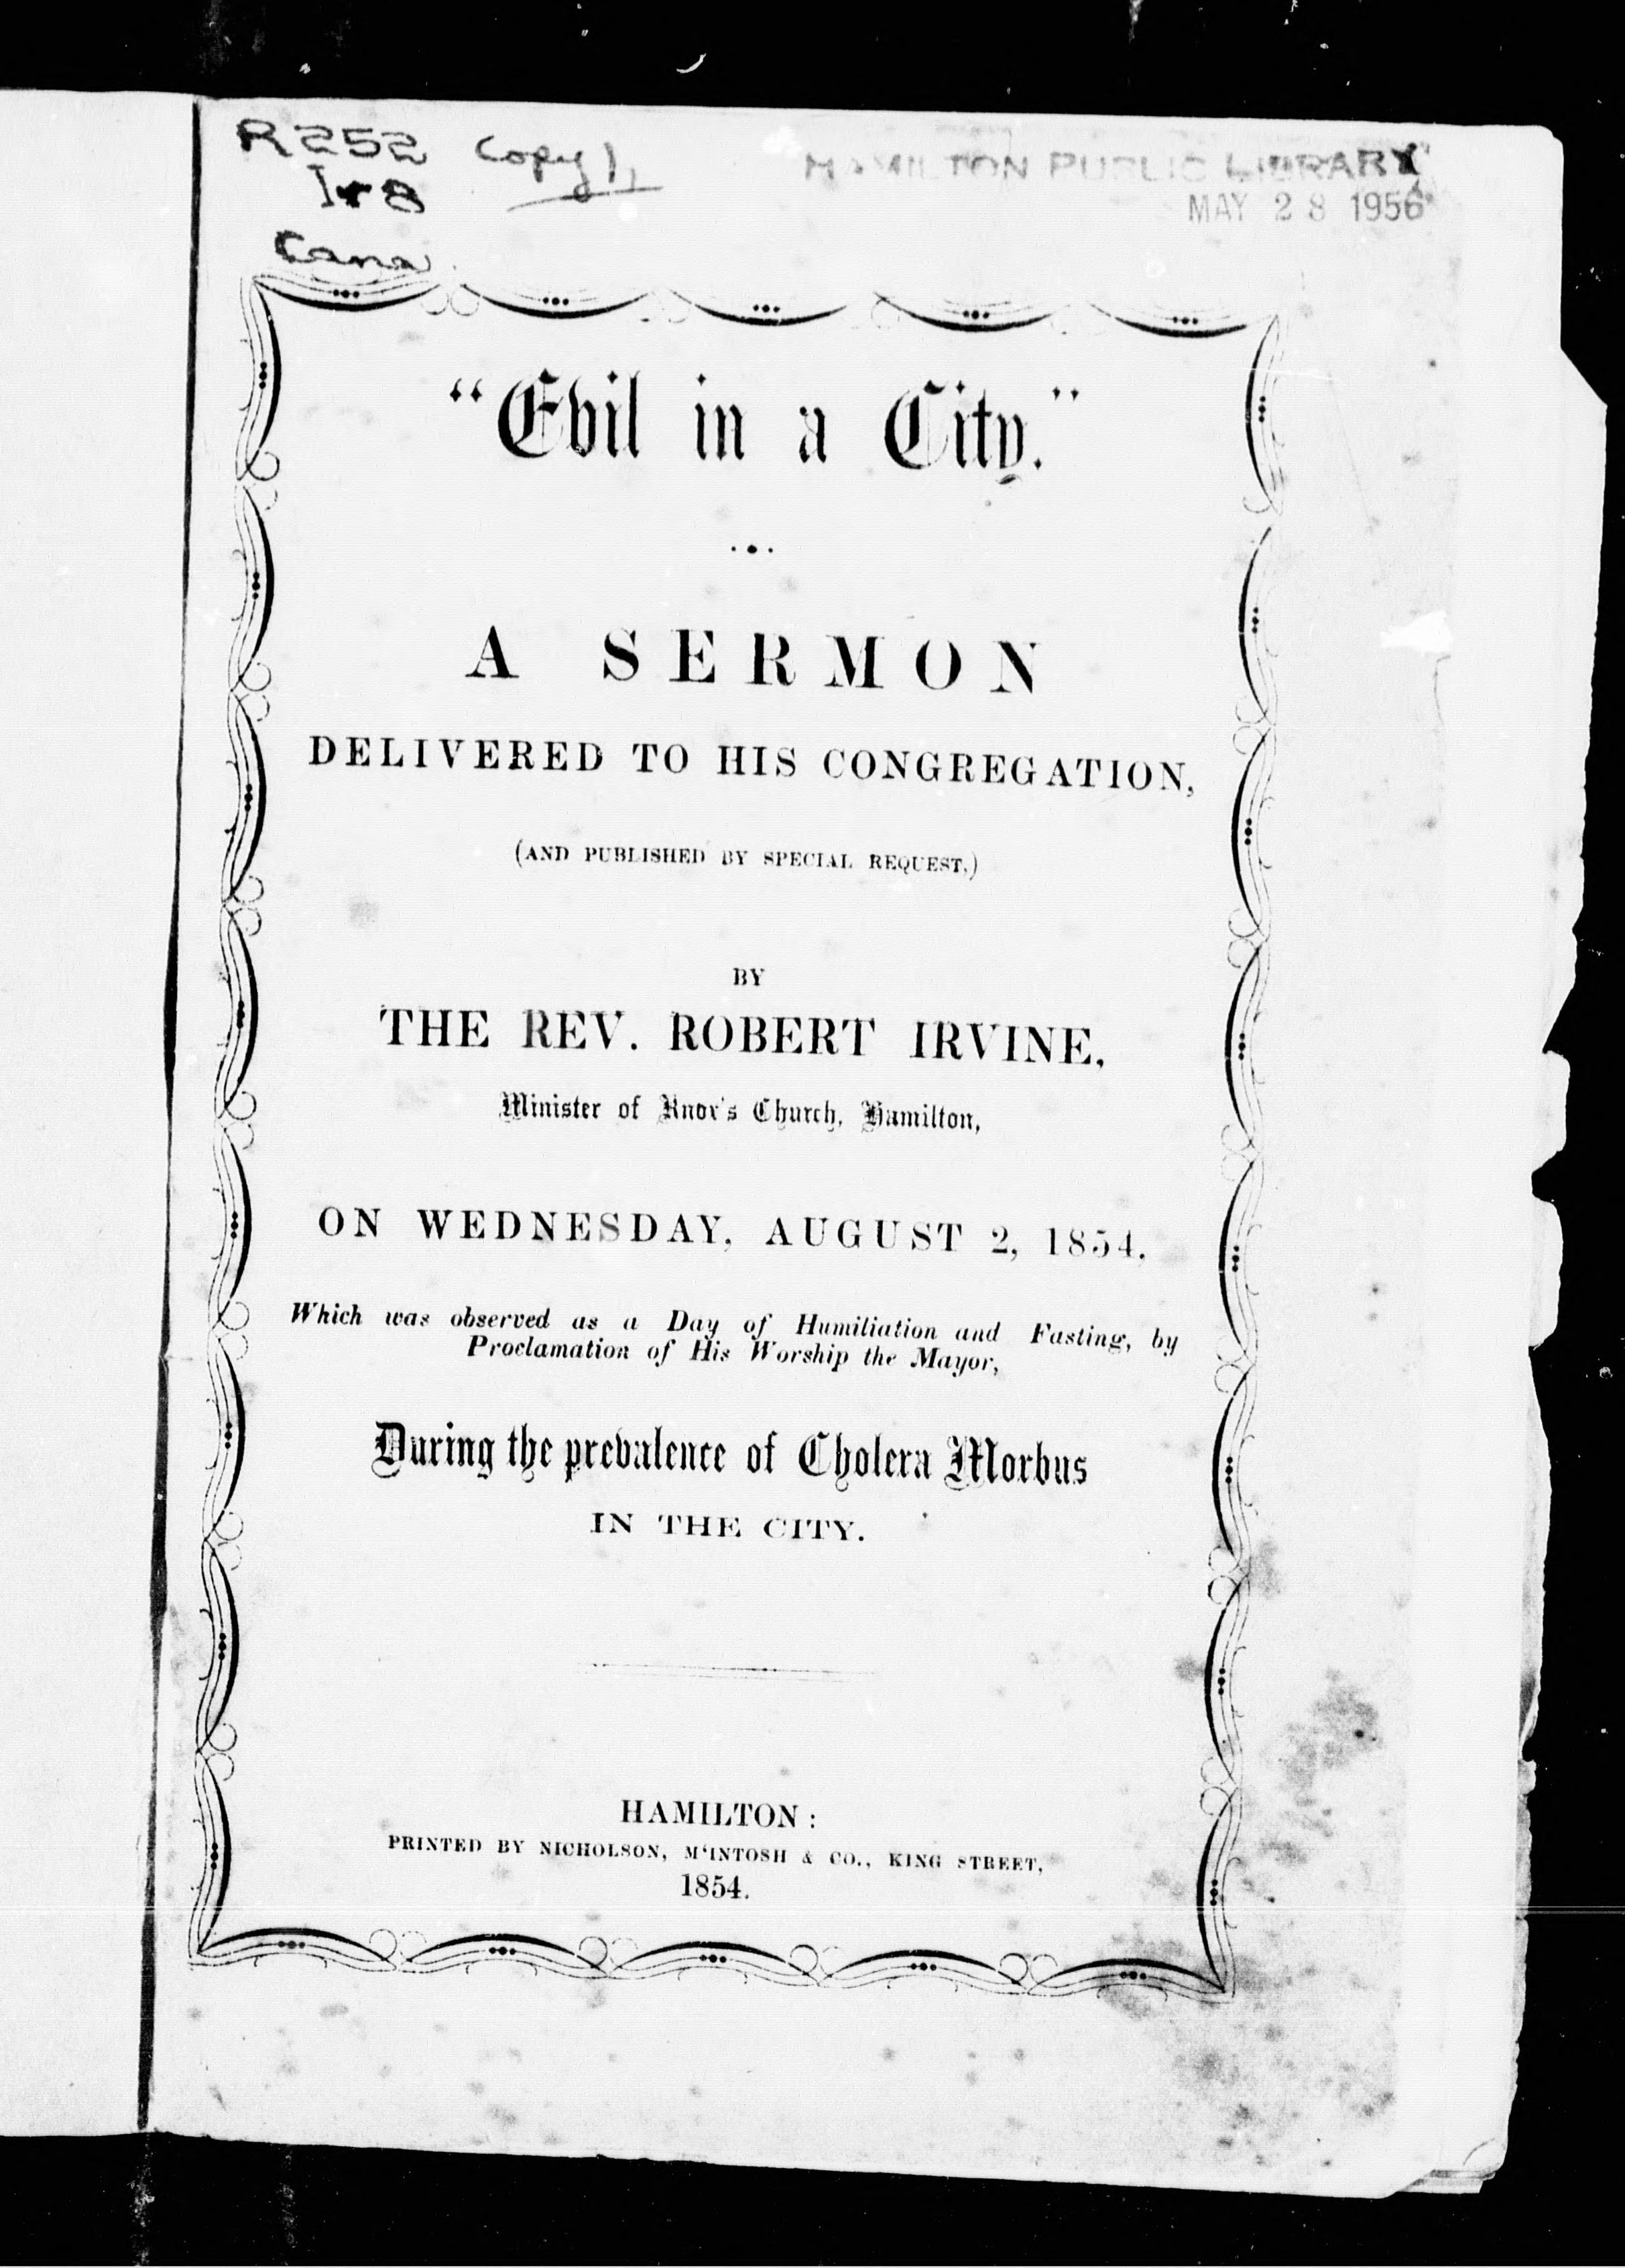 R252 Copy 1,
Ir8
Cana
HAMILTON PUBLIC LIBRARY
MAY 28 1956
"Evil in a City."
A SERMON
DELIVERED TO HIS CONGREGATION,
(AND PUBLISHED BY SPECIAL REQUEST,)
BY
THE REV. ROBERT IRVINE,
Minister of Knox's Church, Hamilton,
ON WEDNESDAY, AUGUST 2, 1854,
Which was observed as a Day of Humiliation and Fasting, by
Proclamation of His Worship the Mayor,
During the prevalence of Cholera Morbus
IN THE CITY.
HAMILTON:
PRINTED BY NICHOLSON, M'INTOSH & CO., KING STREET,
1854.